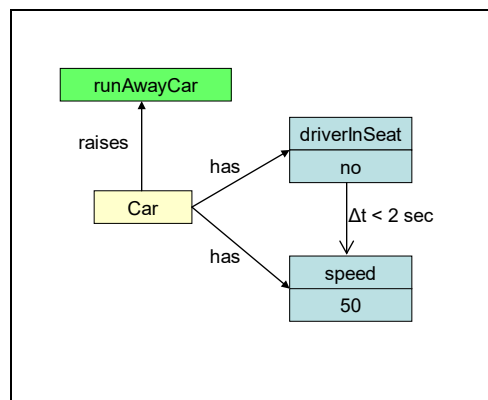 runAwayCar
raises
driverInSeat
has
no
Car
Δt < 2 sec
has
speed
50